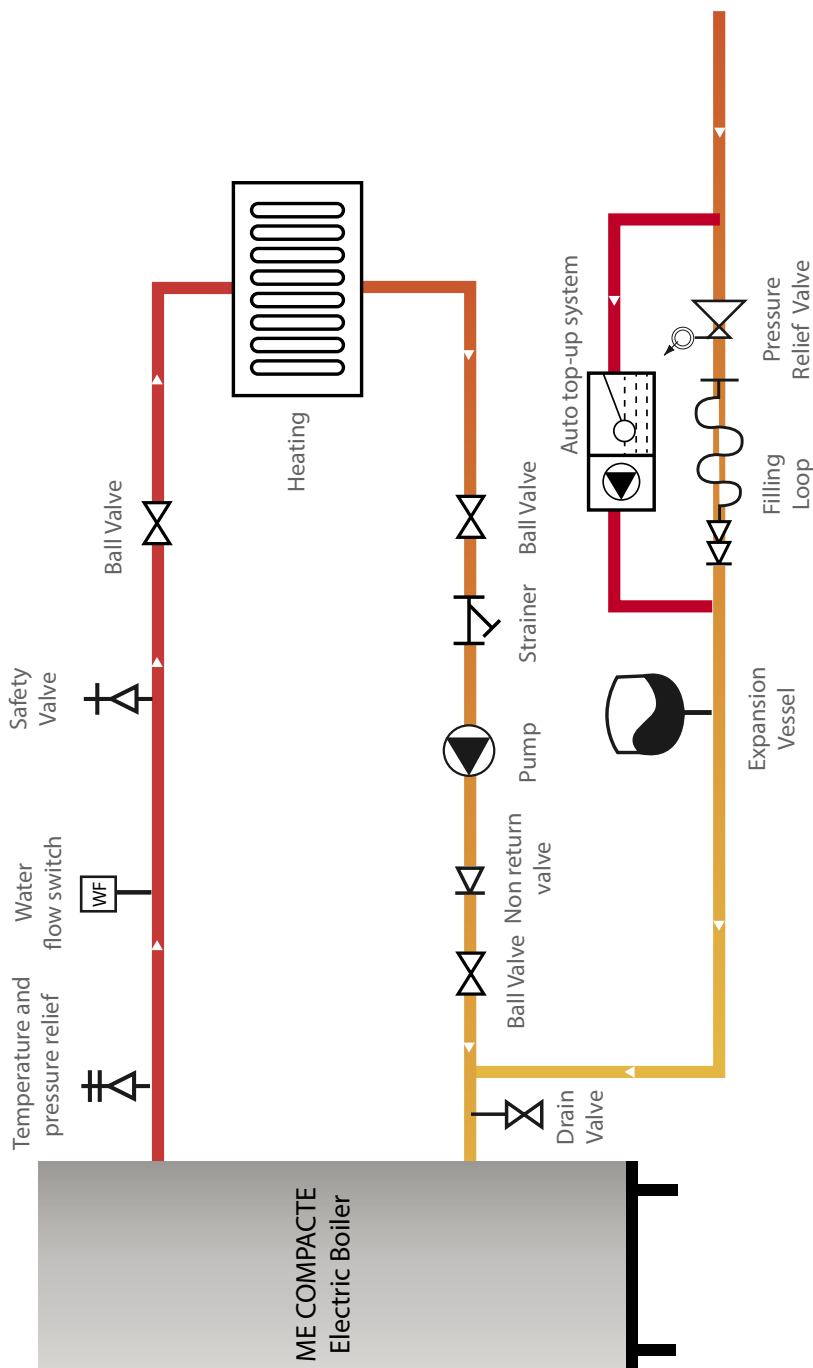 Temperature and
pressure relief
Water
flow switch
WF
Safety
Valve
Ball Valve
Heating
ME COMPACTE
Electric Boiler
Drain
Valve
Ball Valve
Non return
valve
Pump
Strainer
Ball Valve
Auto top-up system
Expansion
Vessel
Filling
Loop
Pressure
Relief Valve